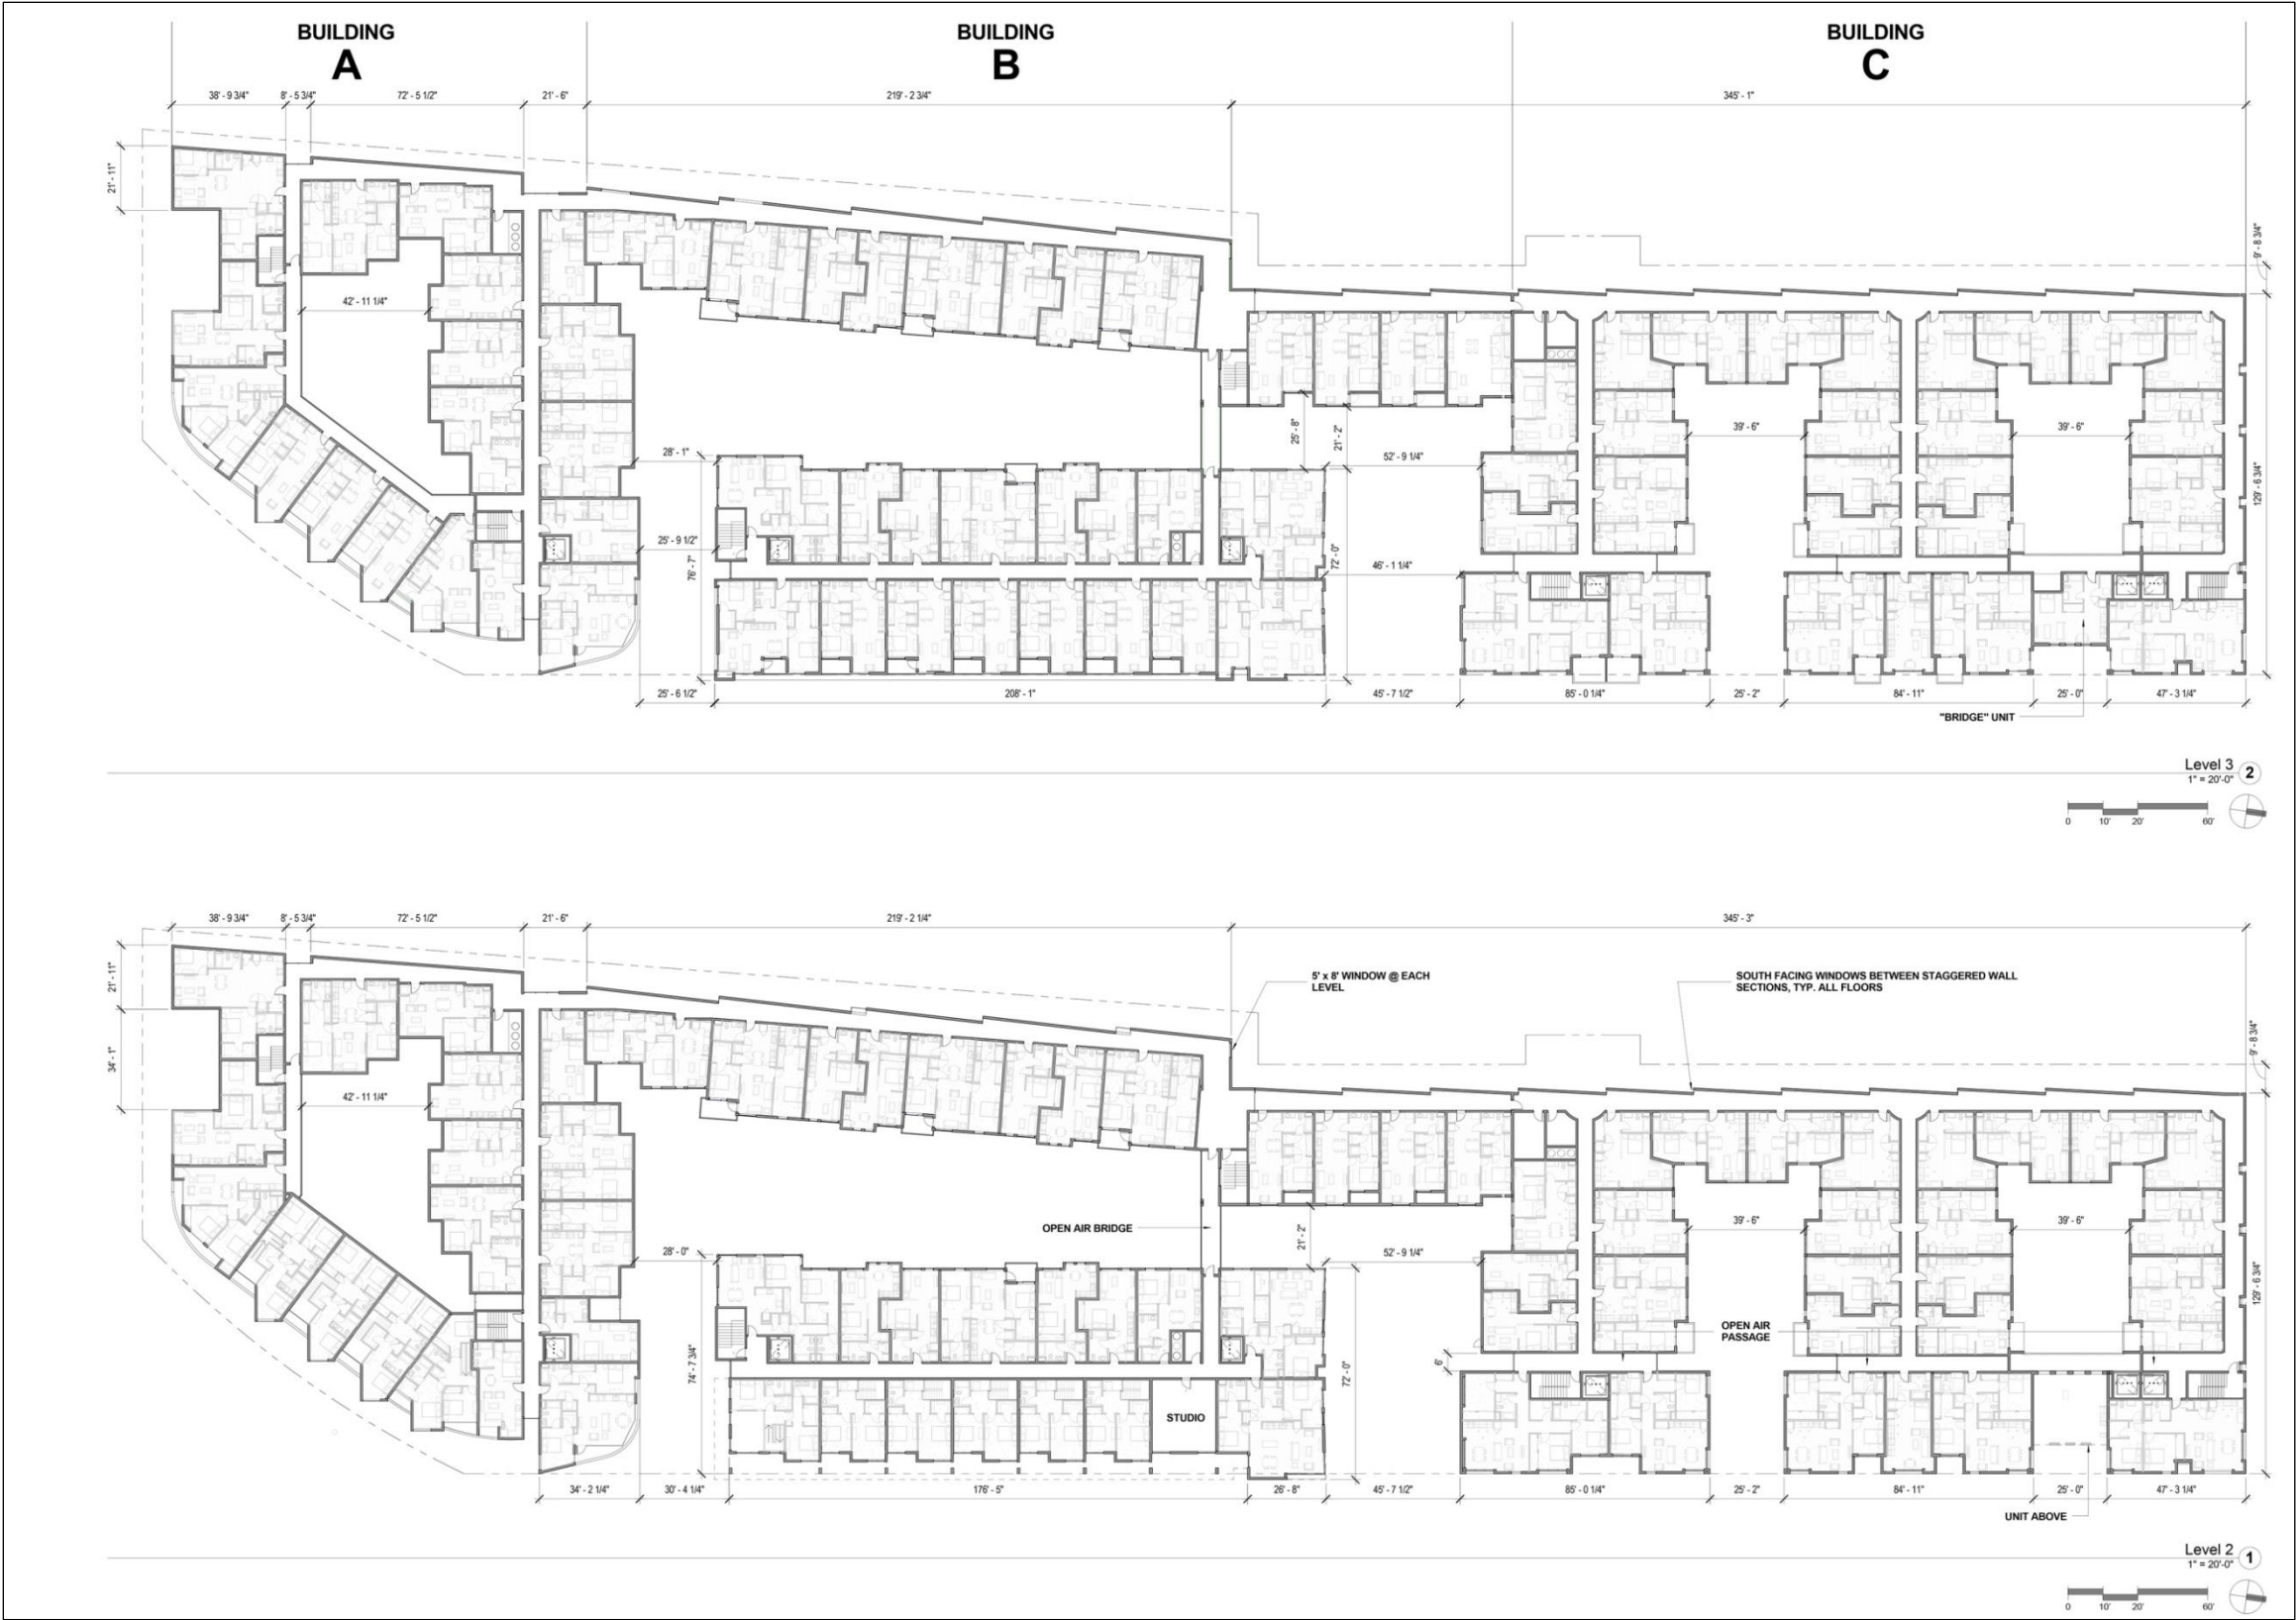 BUILDING
A
BUILDING
B
BUILDING
C
38' - 9 3/4"
8' - 5 3/4"
72' - 5 1/2"
21' - 6"
219' - 2 3/4"
345' - 1"
21' - 11"
9' - 8 3/4"
42' - 11 1/4"
28' - 1"
25' - 8"
21' - 2"
52' - 9 1/4"
39' - 6"
39' - 6"
129' - 6 3/4"
25' - 9 1/2"
76' - 7"
72' - 0"
46' - 1 1/4"
25' - 6 1/2"
208' - 1"
45' - 7 1/2"
85' - 0 1/4"
25' - 2"
84' - 11"
25' - 0"
47' - 3 1/4"
"BRIDGE" UNIT
Level 3
1" = 20'-0"
2
0 10' 20' 60'
38' - 9 3/4"
8' - 5 3/4"
72' - 5 1/2"
21' - 6"
219' - 2 1/4"
345' - 3"
21' - 11"
5' x 8' WINDOW @ EACH
LEVEL
SOUTH FACING WINDOWS BETWEEN STAGGERED WALL
SECTIONS, TYP. ALL FLOORS
9' - 8 3/4"
34' - 1"
42' - 11 1/4"
OPEN AIR BRIDGE
28' - 0"
21' - 2"
52' - 9 1/4"
39' - 6"
39' - 6"
129' - 6 3/4"
OPEN AIR
PASSAGE
74' - 7 3/4"
72' - 0"
6'
STUDIO
34' - 2 1/4"
30' - 4 1/4"
176' - 5"
26' - 8"
45' - 7 1/2"
85' - 0 1/4"
25' - 2"
84' - 11"
25' - 0"
47' - 3 1/4"
UNIT ABOVE
Level 2
1" = 20'-0"
1
0 10' 20' 60'